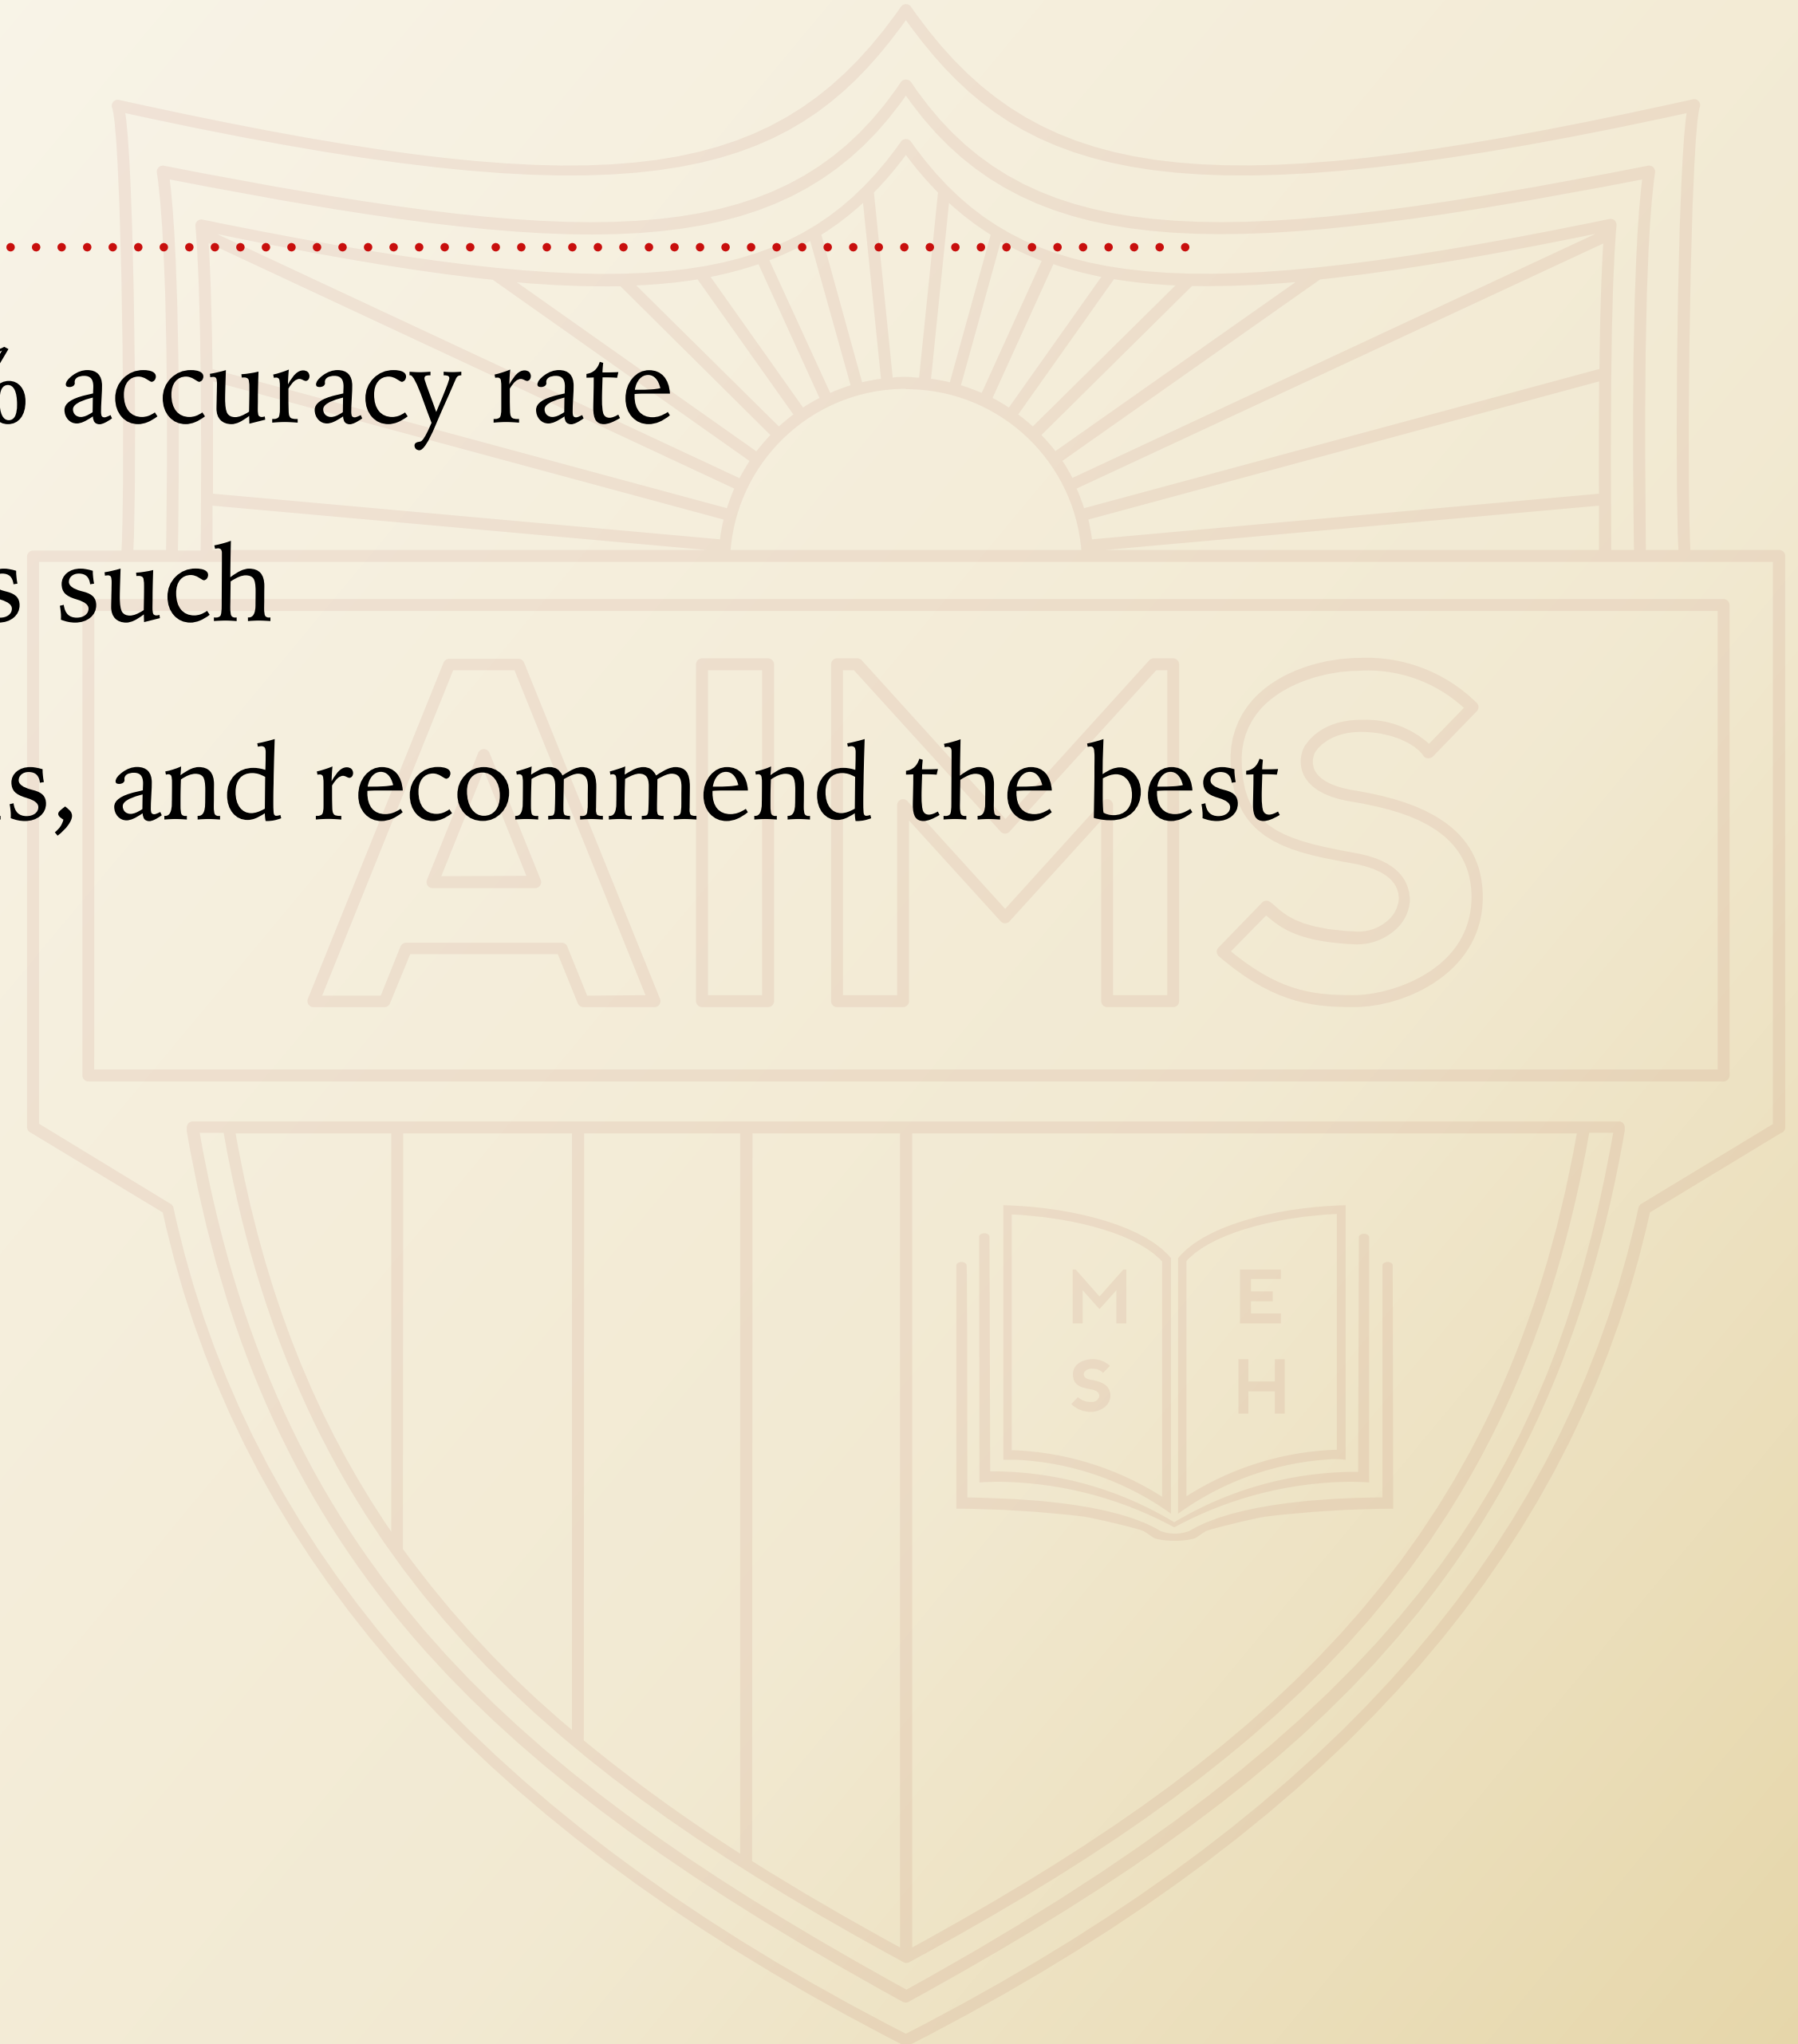 % accuracy rate
s such
s, and recommend the best
AIMS
M E
S H